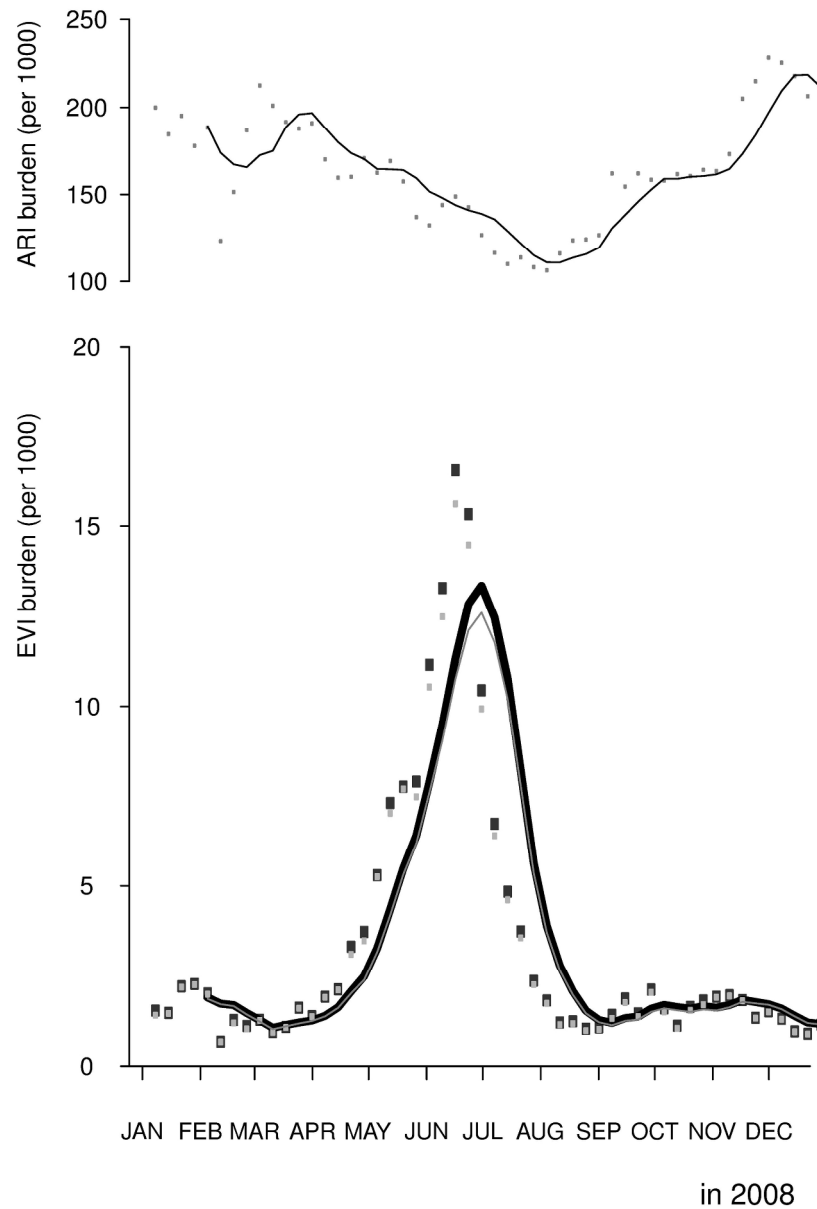 250
200
150
100
ARI burden (per 1000)
20
15
10
5
0
EVI burden (per 1000)
JAN FEB MAR APR MAY JUN JUL AUG SEP OCT NOV DEC
in 2008